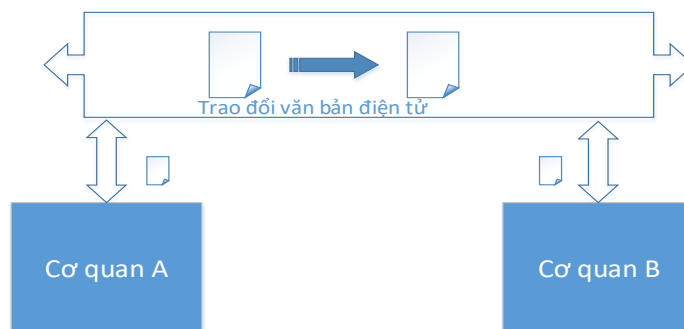 Trao đổi văn bản điện tử
Cơ quan A
Cơ quan B